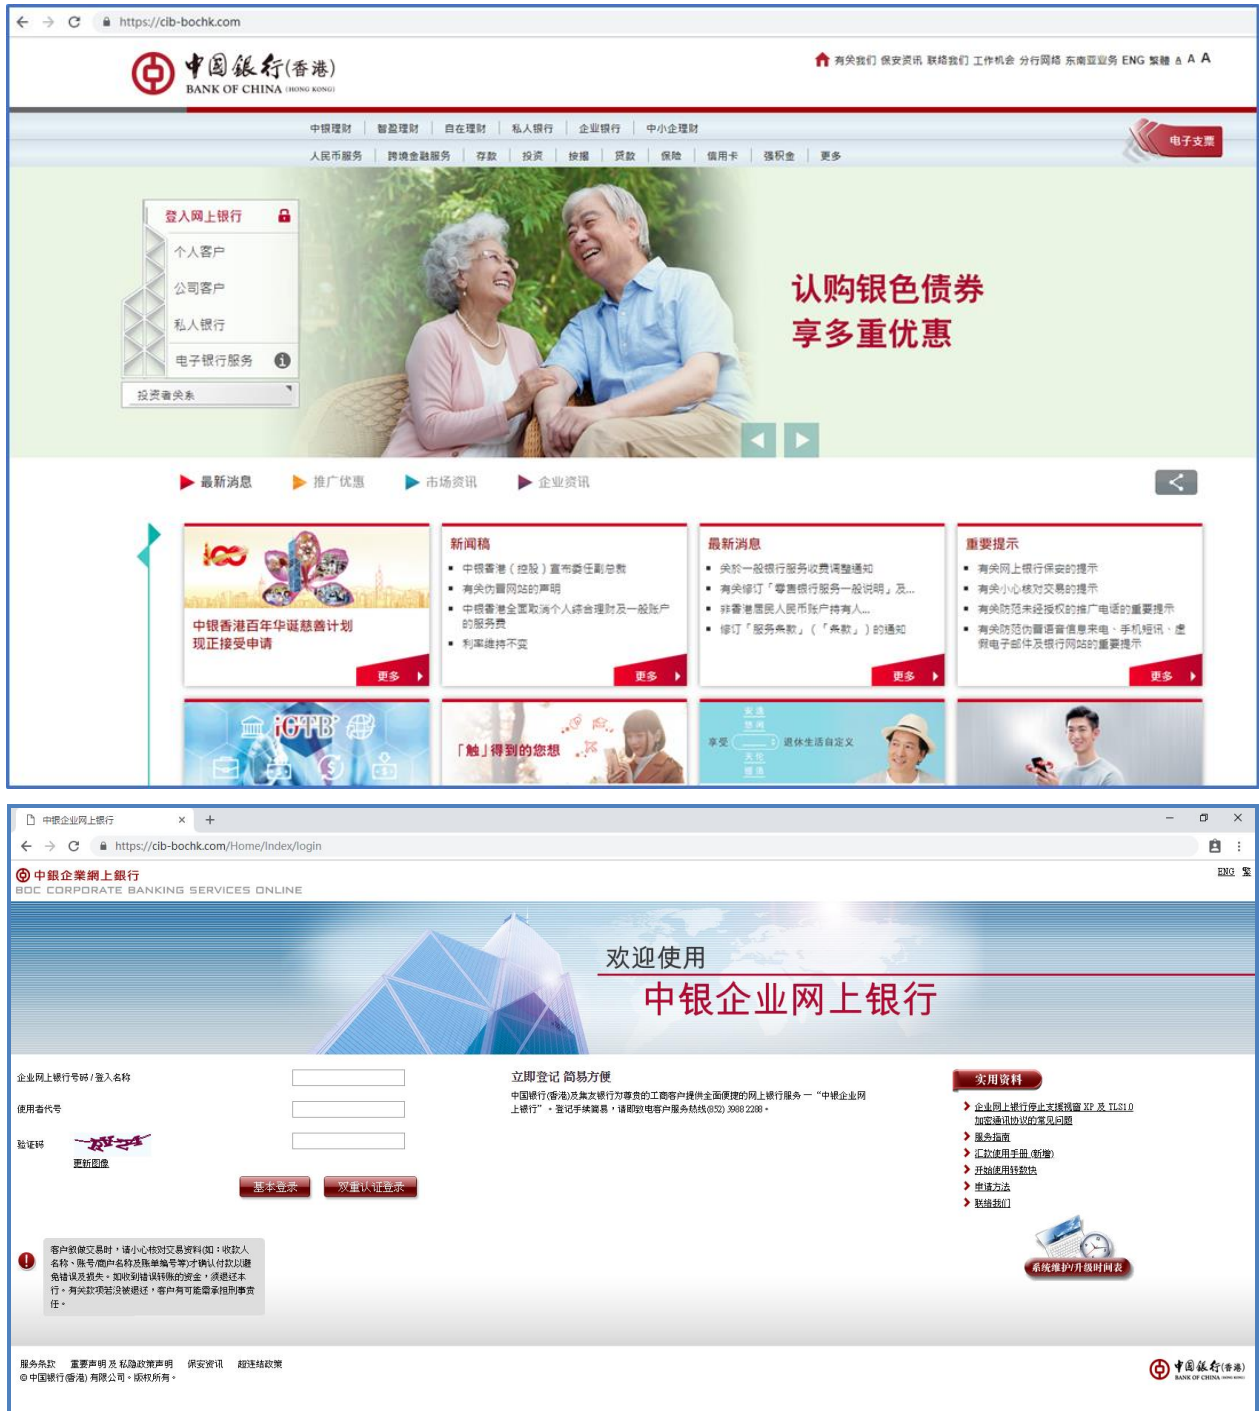 https://cib-bochk.com
中国銀行(香港)
BANK OF CHINA (HONG KONG)
有关我们 保安资讯 联络我们 工作机会 分行网络 东南亚业务 ENG 繁體 A A A
中银理财 智盈理财 自在理财 私人银行 企业银行 中小企理财
人民币服务 跨境金融服务 存款 投资 按揭 贷款 保险 信用卡 强积金 更多
电子支票
登入网上银行
个人客户
公司客户
私人银行
电子银行服务
投资者关系
认购银色债券
享多重优惠
最新消息 推广优惠 市场资讯 企业资讯
100
中银香港百年华诞慈善计划
现正接受申请
更多
新闻稿
中银香港（控股）宣布委任副总裁
有关伪冒网站的声明
中银香港全面取消个人综合理财及一般账户
的服务费
利率维持不变
更多
最新消息
关於一般银行服务收费调整通知
有关修订「零售银行服务一般说明」及...
非香港居民人民币账户持有人...
修订「服务条款」(「条款」)的通知
更多
重要提示
有关网上银行保安的提示
有关小心核对交易的提示
有关防范未经授权的推广电话的重要提示
有关防范伪冒语音信息来电、手机短讯、虚
假电子邮件及银行网站的重要提示
更多
iGTB
「触」得到的您想
享受 退休生活自定义
中银企业网上银行
https://cib-bochk.com/Home/Index/login
中銀企業網上銀行
BOC CORPORATE BANKING SERVICES ONLINE
ENG 繁
欢迎使用
中银企业网上银行
企业网上银行号码 / 登入名称
使用者代号
验证码
更新图像
基本登录 双重认证登录
立即登记 简易方便
中国银行(香港)及集友银行为尊贵的工商客户提供全面便捷的网上银行服务 — “中银企业网
上银行”。登记手续简易，请即致电客户服务热线(852) 3988 2288。
实用资料
企业网上银行停止支援视窗 XP 及 TLS1.0
加密通讯协议的常见问题
服务指南
汇款使用手册 (新增)
开始使用转数快
申请方法
联络我们
系统维护/升级时间表
客户叙做交易时，请小心核对交易资料(如：收款人
名称、账号/商户名称及账单编号等)才确认付款以避
免错误及损失。如收到错误转账的资金，须退还本
行。有关款项若没被退还，客户有可能需承担刑事责
任。
服务条款 重要声明及私隐政策声明 保安资讯 超连结政策
©中国银行(香港) 有限公司。版权所有。
中国銀行(香港)
BANK OF CHINA (HONG KONG)